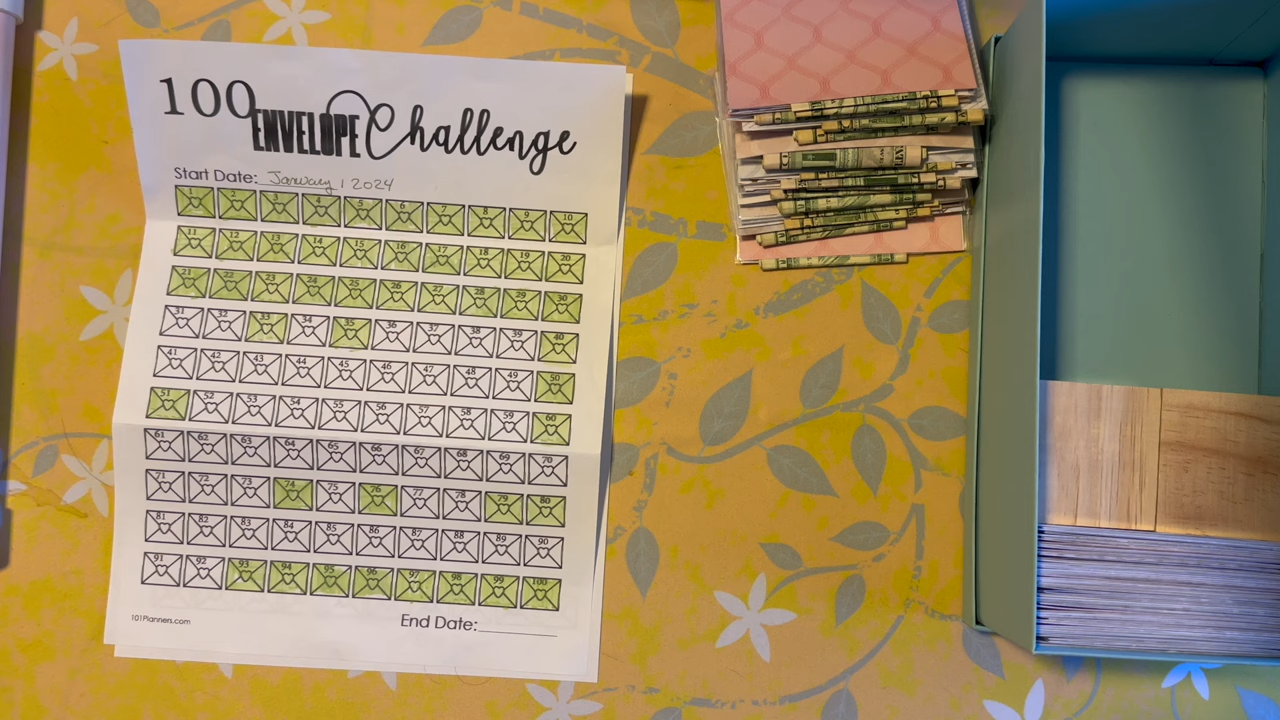 100 ENVELOPE Challenge
Start Date: January 1 2024
1 2 3 4 5 6 7 8 9 10
11 12 13 14 15 16 17 18 19 20
21 22 23 24 25 26 27 28 29 30
31 32 33 34 35 36 37 38 39 40
41 42 43 44 45 46 47 48 49 50
51 52 53 54 55 56 57 58 59 60
61 62 63 64 65 66 67 68 69 70
71 72 73 74 75 76 77 78 79 80
81 82 83 84 85 86 87 88 89 90
91 92 93 94 95 96 97 98 99 100
101Planners.com
End Date: